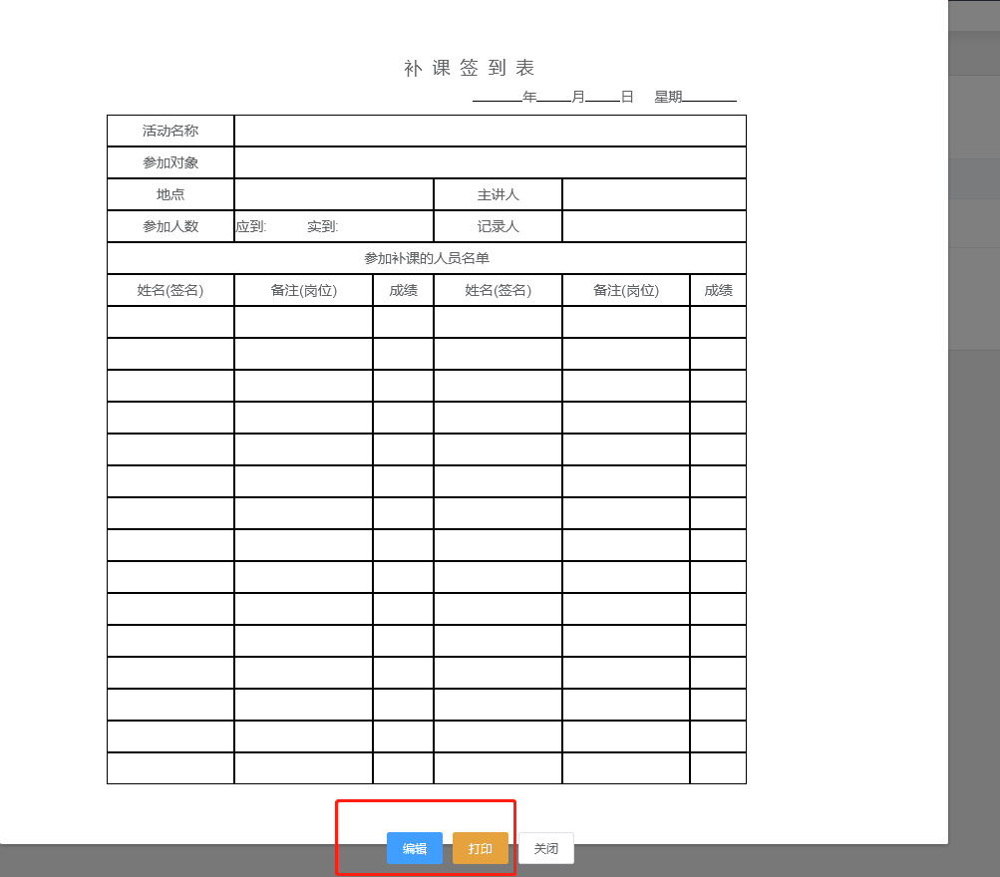 补 课 签 到 表
______年____月____日 星期______
活动名称
参加对象
地点 主讲人
参加人数 应到: 实到: 记录人
参加补课的人员名单
姓名(签名) 备注(岗位) 成绩 姓名(签名) 备注(岗位) 成绩
编辑 打印 关闭